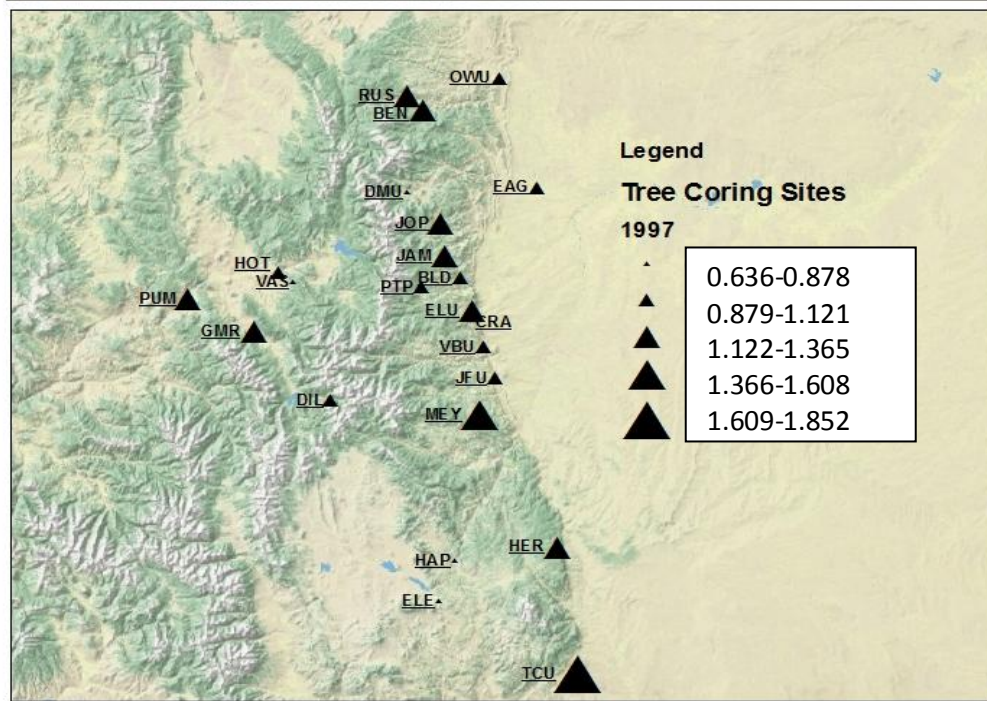 OWU
RUS
BEN
Legend
DMU
EAG
Tree Coring Sites
JOP
1997
JAM
HOT
VAS
BLD
PTP
0.636-0.878
PUM
ELU
0.879-1.121
CRA
GMR
VBU
1.122-1.365
JFU
1.366-1.608
DIL
MEY
1.609-1.852
HER
HAP
ELE
TCU